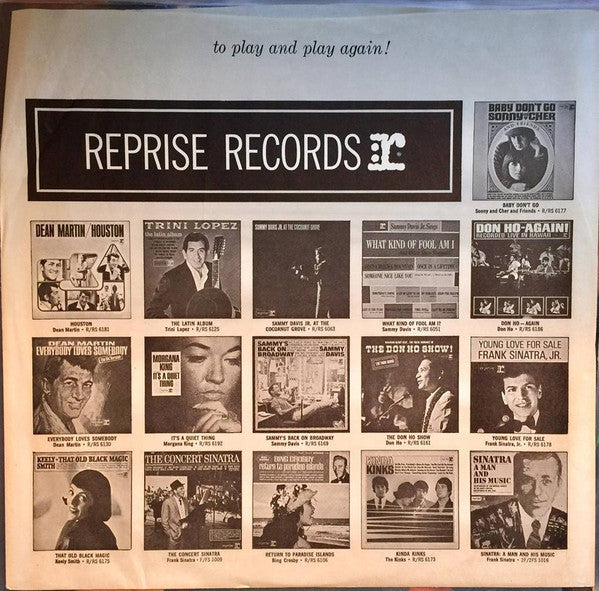 to play and play again!
REPRISE RECORDS r:
BABY DON'T GO
SONNY & CHER
AND FRIENDS
BABY DON'T GO
Sonny and Cher and Friends • R/RS 6177
DEAN MARTIN/HOUSTON
HOUSTON
Dean Martin • R/RS 6181
TRINI LOPEZ
the latin album
THE LATIN ALBUM
Trini Lopez • R/RS 6125
SAMMY DAVIS JR. AT THE COCOANUT GROVE
SAMMY DAVIS JR. AT THE
COCOANUT GROVE • R/RS 6063
Sammy Davis Jr. Sings
WHAT KIND OF FOOL AM I
ONCE IN A LIFETIME
SOMEONE NICE LIKE YOU
WHAT KIND OF FOOL AM I?
Sammy Davis • R/RS 6051
DON HO-AGAIN!
RECORDED LIVE IN HAWAII
DON HO—AGAIN
Don Ho • R/RS 6186
DEAN MARTIN
EVERYBODY LOVES SOMEBODY
EVERYBODY LOVES SOMEBODY
Dean Martin • R/RS 6130
MORGANA
KING
IT'S A QUIET
THING
IT'S A QUIET THING
Morgana King • R/RS 6192
SAMMY'S
BACK ON
BROADWAY
SAMMY
DAVIS
SAMMY'S BACK ON BROADWAY
Sammy Davis • R/RS 6169
THE DON HO SHOW!
THE DON HO SHOW
Don Ho • R/RS 6161
YOUNG LOVE FOR SALE
FRANK SINATRA, JR.
YOUNG LOVE FOR SALE
Frank Sinatra, Jr. • R/RS 6178
KEELY SMITH
THAT OLD BLACK MAGIC
THAT OLD BLACK MAGIC
Keely Smith • R/RS 6175
THE CONCERT SINATRA
THE CONCERT SINATRA
Frank Sinatra • F/FS 1009
BING CROSBY
return to paradise islands
RETURN TO PARADISE ISLANDS
Bing Crosby • R/RS 6106
KINDA
KINKS
KINDA KINKS
The Kinks • R/RS 6173
SINATRA
A MAN
AND
HIS MUSIC
SINATRA: A MAN AND HIS MUSIC
Frank Sinatra • 2F/2FS 1016